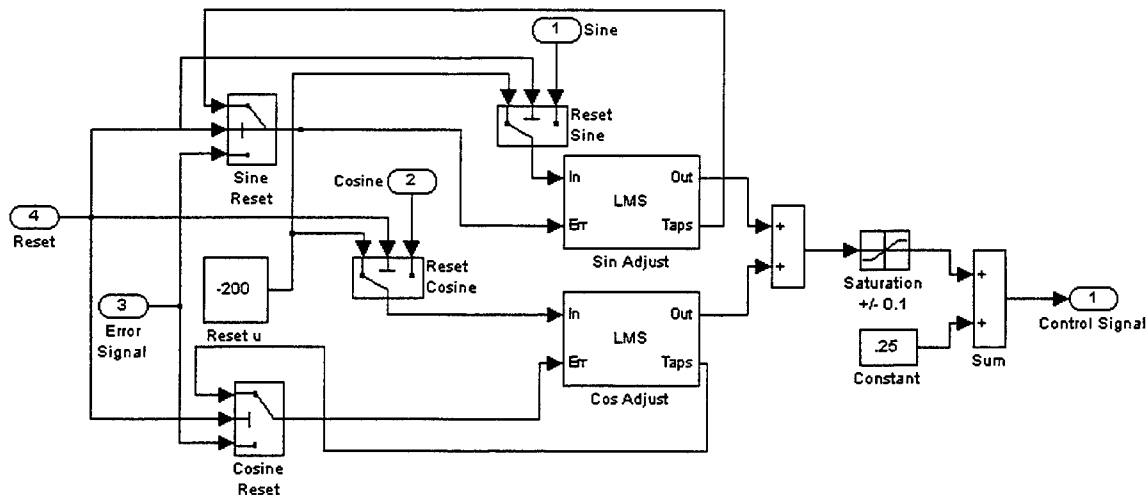 1
Sine
Reset
Sine
Sine
Reset
Cosine
2
In
Out
LMS
Err
Taps
Sin Adjust
4
Reset
Reset
Cosine
-200
Reset u
3
Error
Signal
In
Out
LMS
Err
Taps
Cos Adjust
Cosine
Reset
+
+
Saturation
+/- 0.1
.25
Constant
+
+
Sum
1
Control Signal